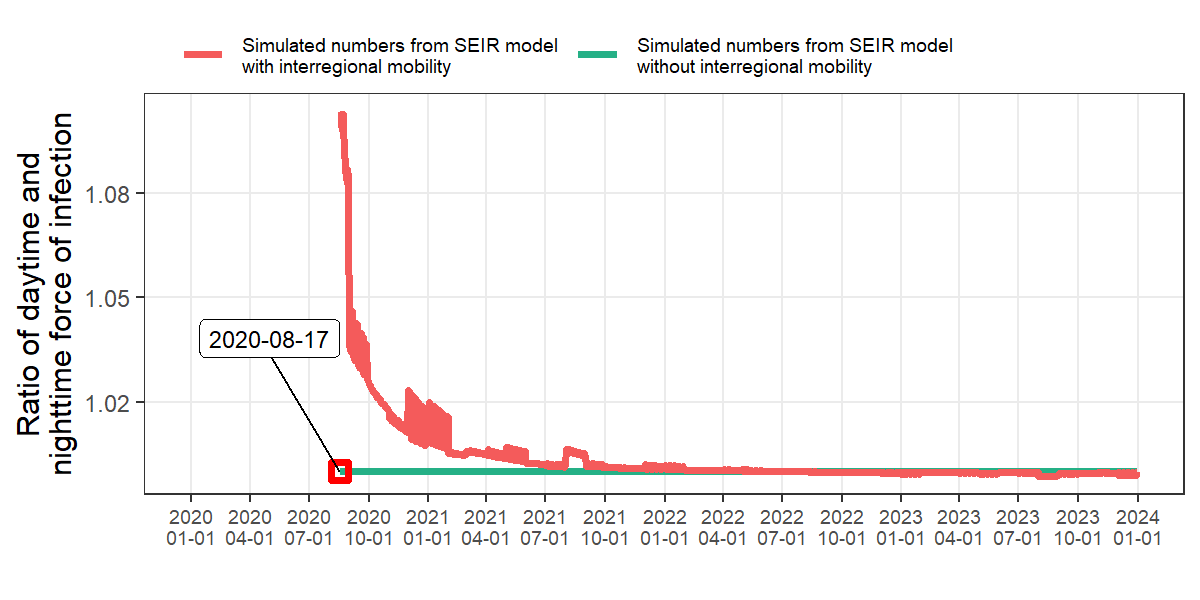 Simulated numbers from SEIR model
with interregional mobility
Simulated numbers from SEIR model
without interregional mobility
Ratio of daytime and
nighttime force of infection
1.08
1.05
1.02
2020-08-17
2020 2020 2020 2020 2021 2021 2021 2021 2022 2022 2022 2022 2023 2023 2023 2023 2024
01-01 04-01 07-01 10-01 01-01 04-01 07-01 10-01 01-01 04-01 07-01 10-01 01-01 04-01 07-01 10-01 01-01